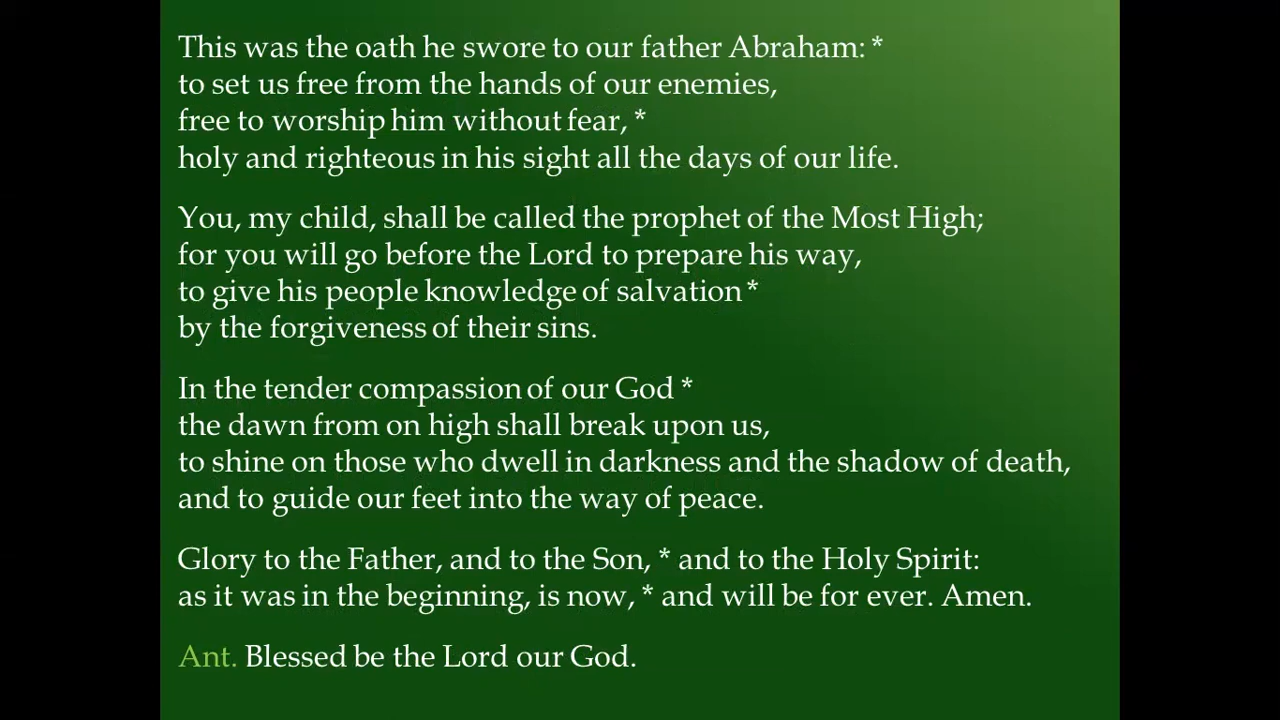 This was the oath he swore to our father Abraham: *
to set us free from the hands of our enemies,
free to worship him without fear, *
holy and righteous in his sight all the days of our life.
You, my child, shall be called the prophet of the Most High;
for you will go before the Lord to prepare his way,
to give his people knowledge of salvation *
by the forgiveness of their sins.
In the tender compassion of our God *
the dawn from on high shall break upon us,
to shine on those who dwell in darkness and the shadow of death,
and to guide our feet into the way of peace.
Glory to the Father, and to the Son, * and to the Holy Spirit:
as it was in the beginning, is now, * and will be for ever. Amen.
Ant. Blessed be the Lord our God.